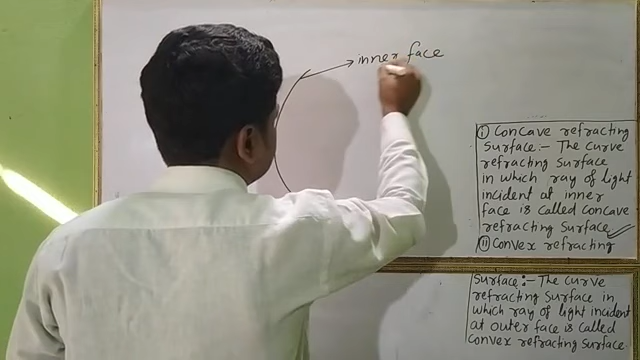 inner face
(i) Concave refracting
Surface:- The curve
refracting surface
in which ray of light
incident at inner
face is called concave
refracting surface
(ii) Convex refracting
Surface:- The curve
refracting surface in
which ray of light incident
at outer face is called
convex refracting surface.